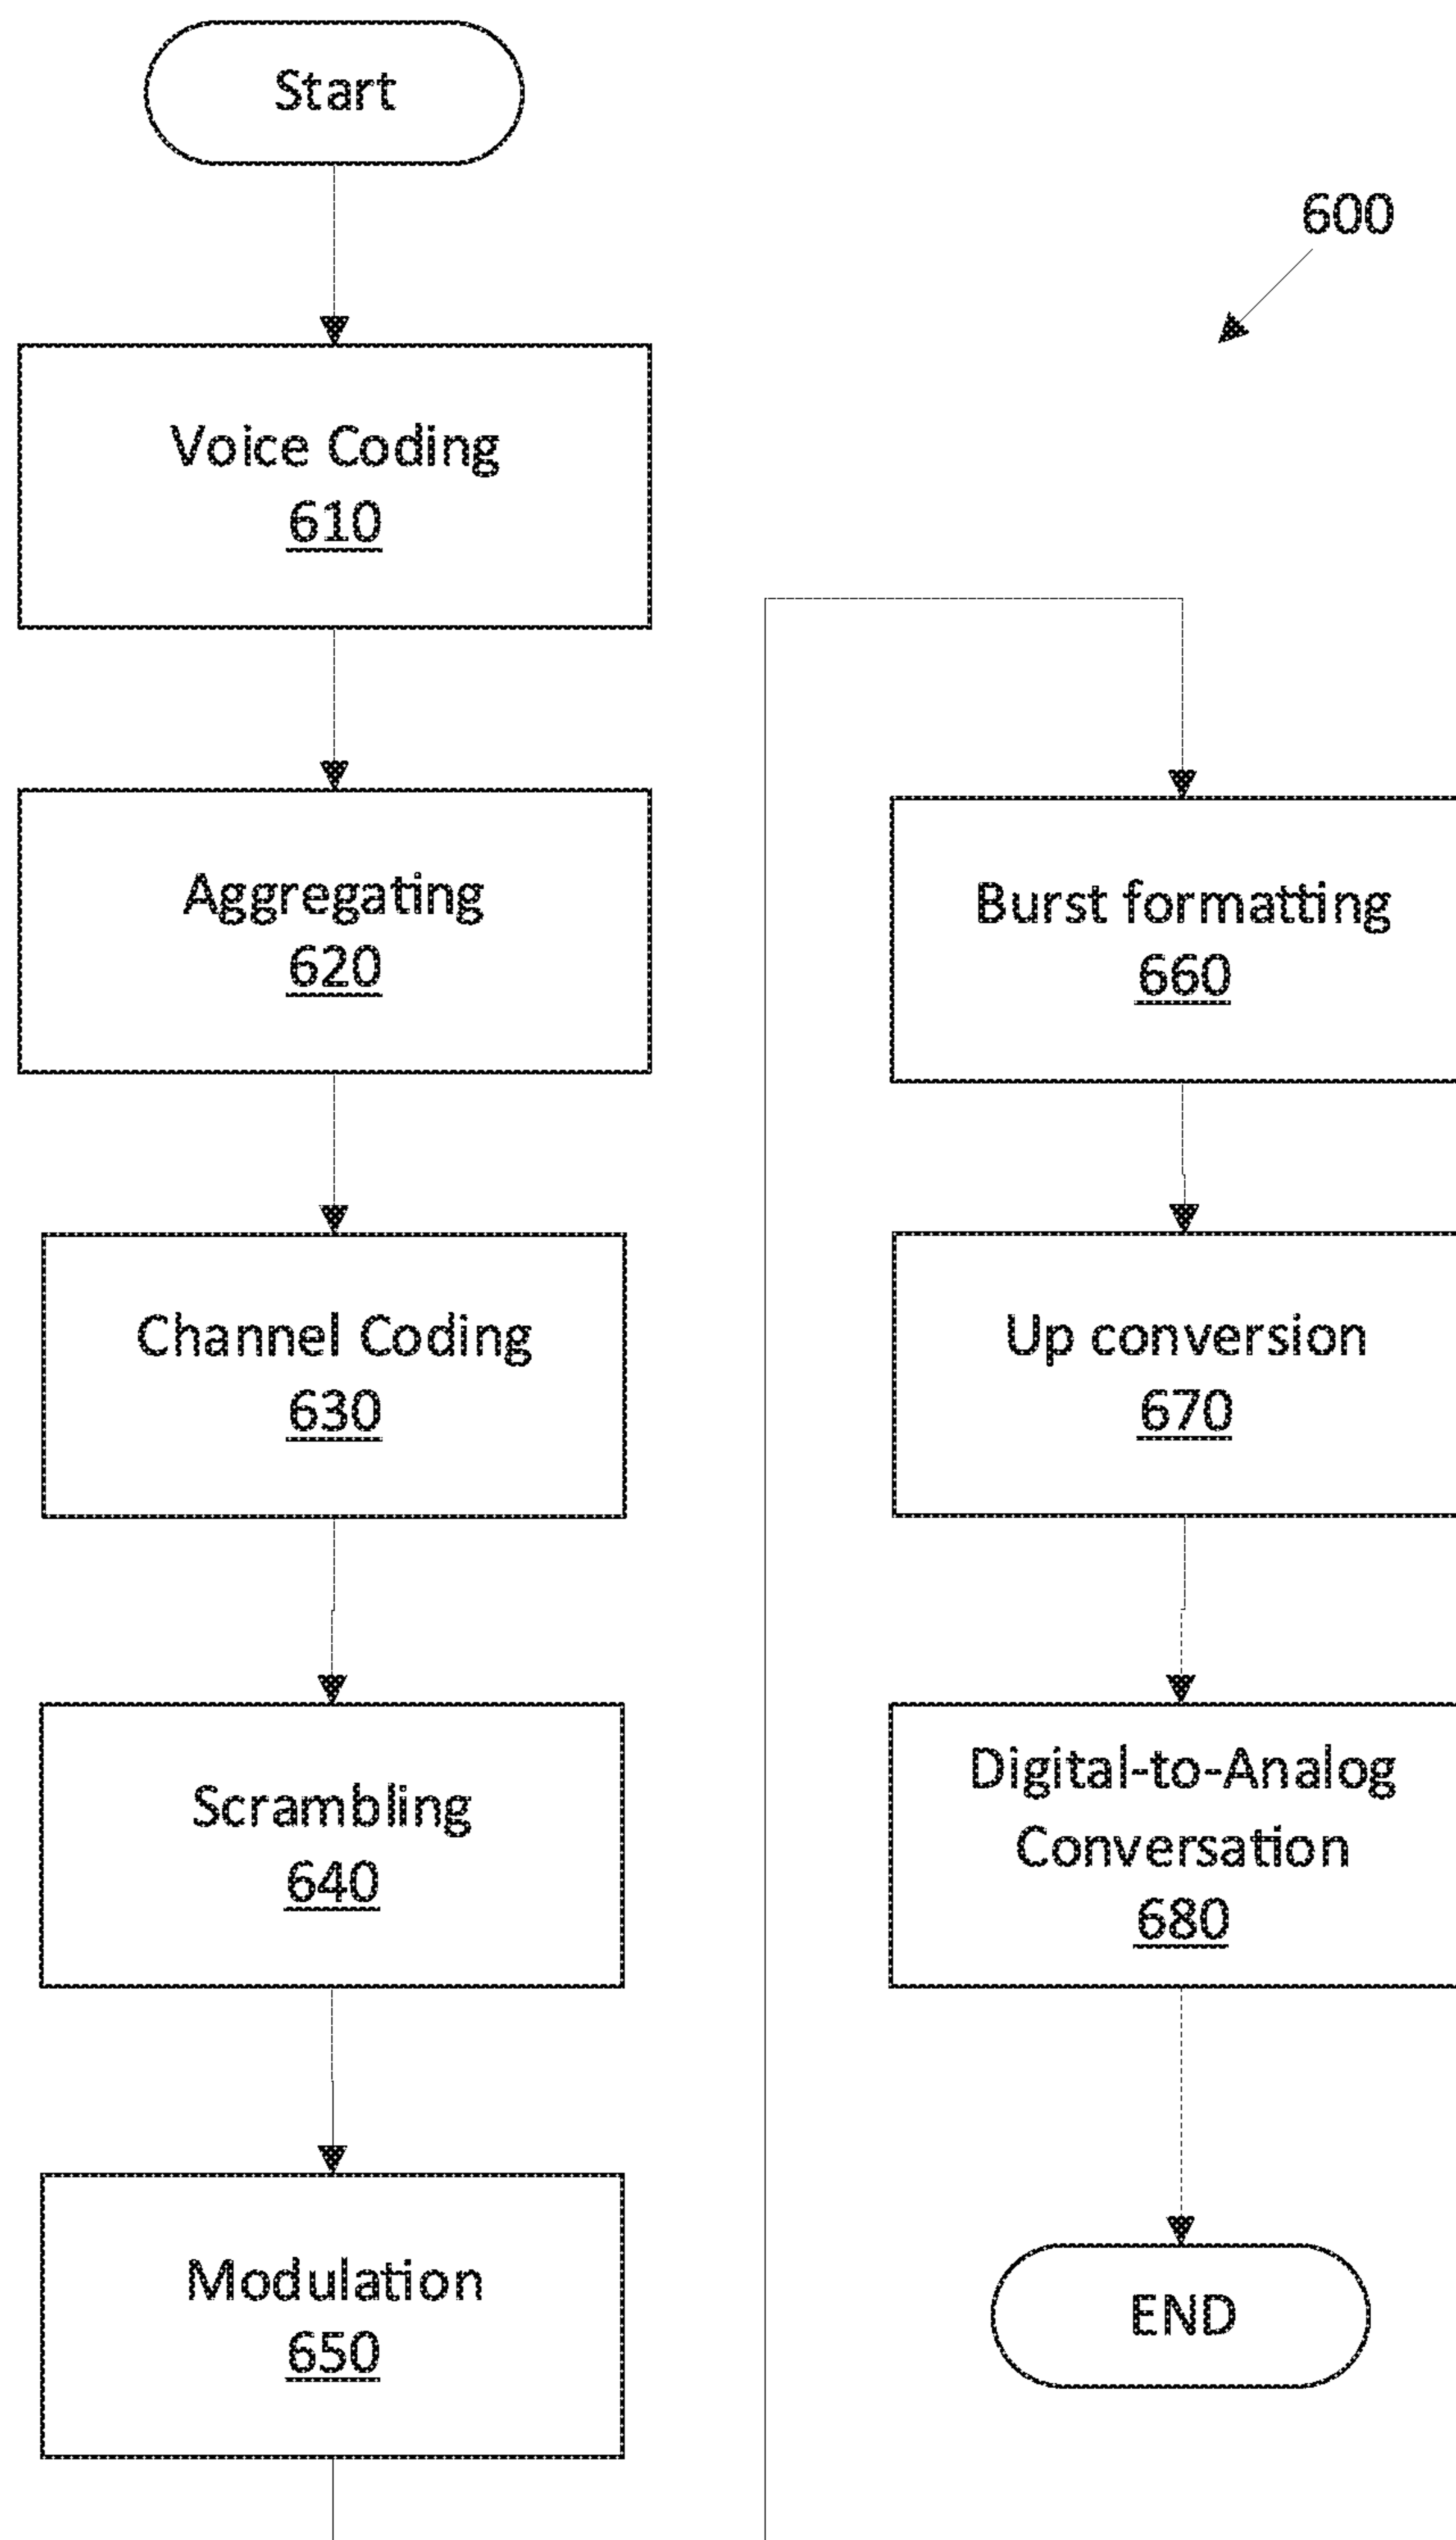 Start
600
Voice Coding
610
Aggregating
620
Channel Coding
630
Scrambling
640
Modulation
650
Burst formatting
660
Up conversion
670
Digital-to-Analog
Conversation
680
END